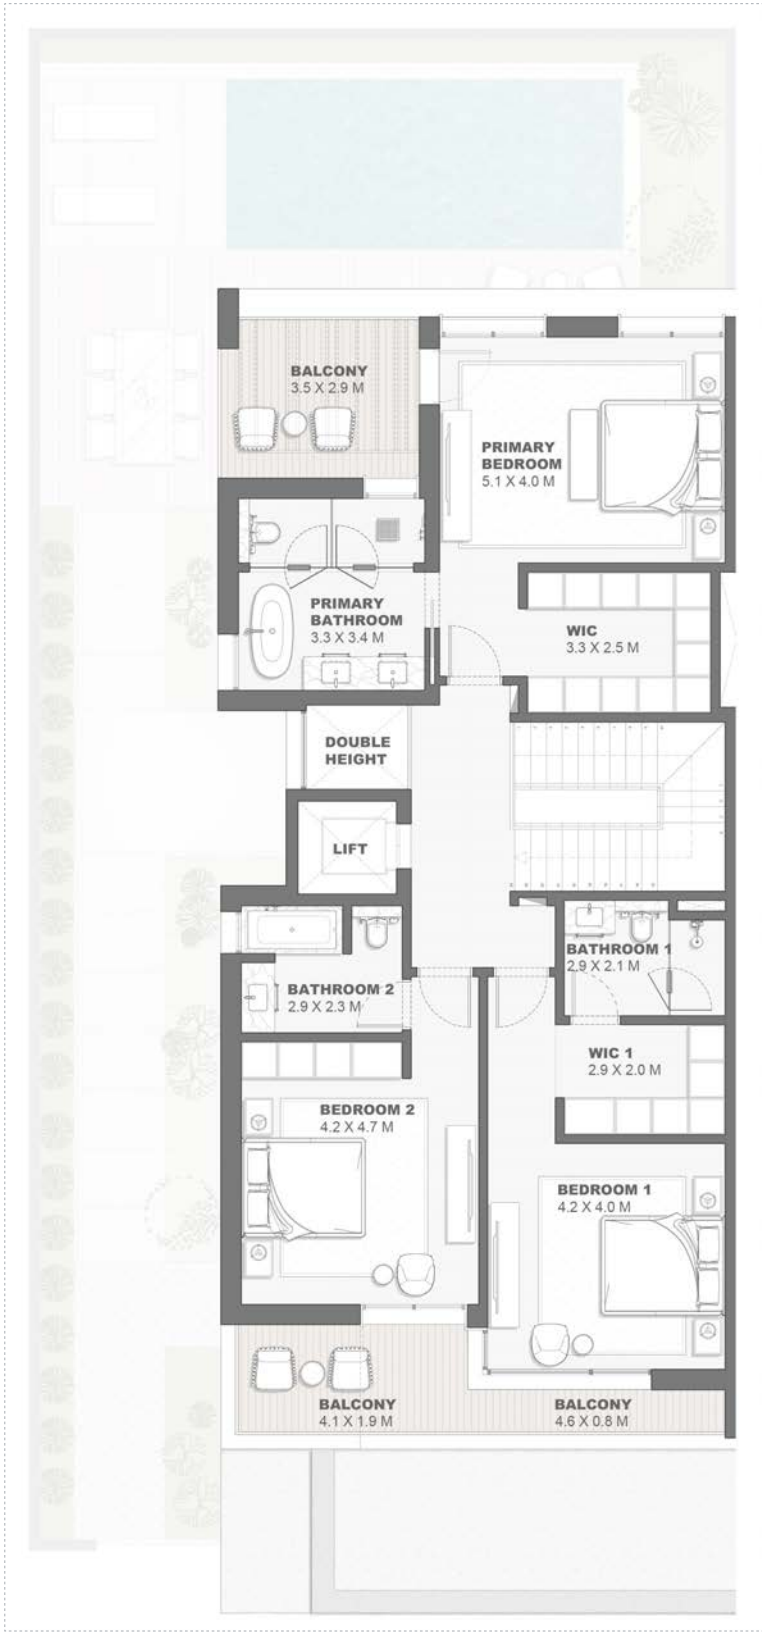 BALCONY
3.5 X 2.9 M
PRIMARY
BEDROOM
5.1 X 4.0 M
PRIMARY
BATHROOM
3.3 X 3.4 M
WIC
3.3 X 2.5 M
DOUBLE
HEIGHT
LIFT
BATHROOM 1
2.9 X 2.1 M
BATHROOM 2
2.9 X 2.3 M
WIC 1
2.9 X 2.0 M
BEDROOM 2
4.2 X 4.7 M
BEDROOM 1
4.2 X 4.0 M
BALCONY
4.1 X 1.9 M
BALCONY
4.6 X 0.8 M